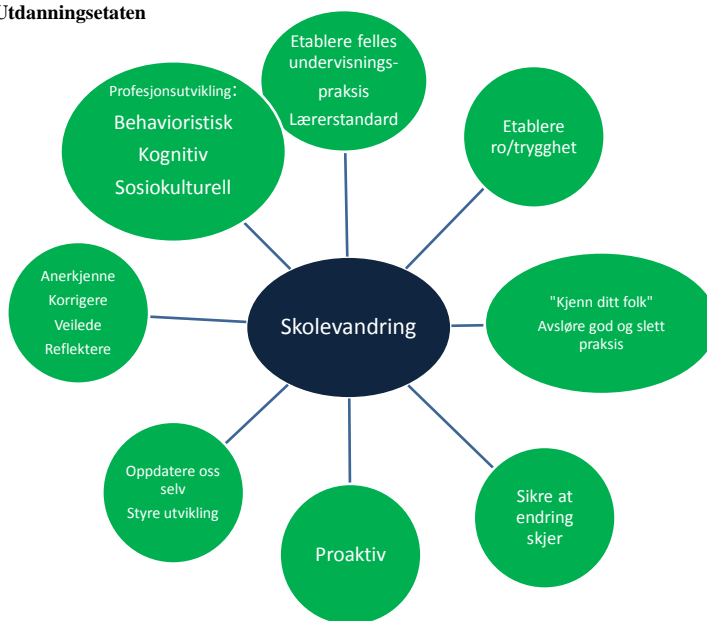 Utdanningsetaten
Etablere felles
undervisnings-
praksis
Lærerstandard
Etablere
ro/trygghet
"Kjenn ditt folk"
Avsløre god og slett
praksis
Sikre at
endring
skjer
Proaktiv
Oppdatere oss
selv
Styre utvikling
Anerkjenne
Korrigere
Veilede
Reflektere
Profesjonsutvikling:
Behavioristisk
Kognitiv
Sosiokulturell
Skolevandring